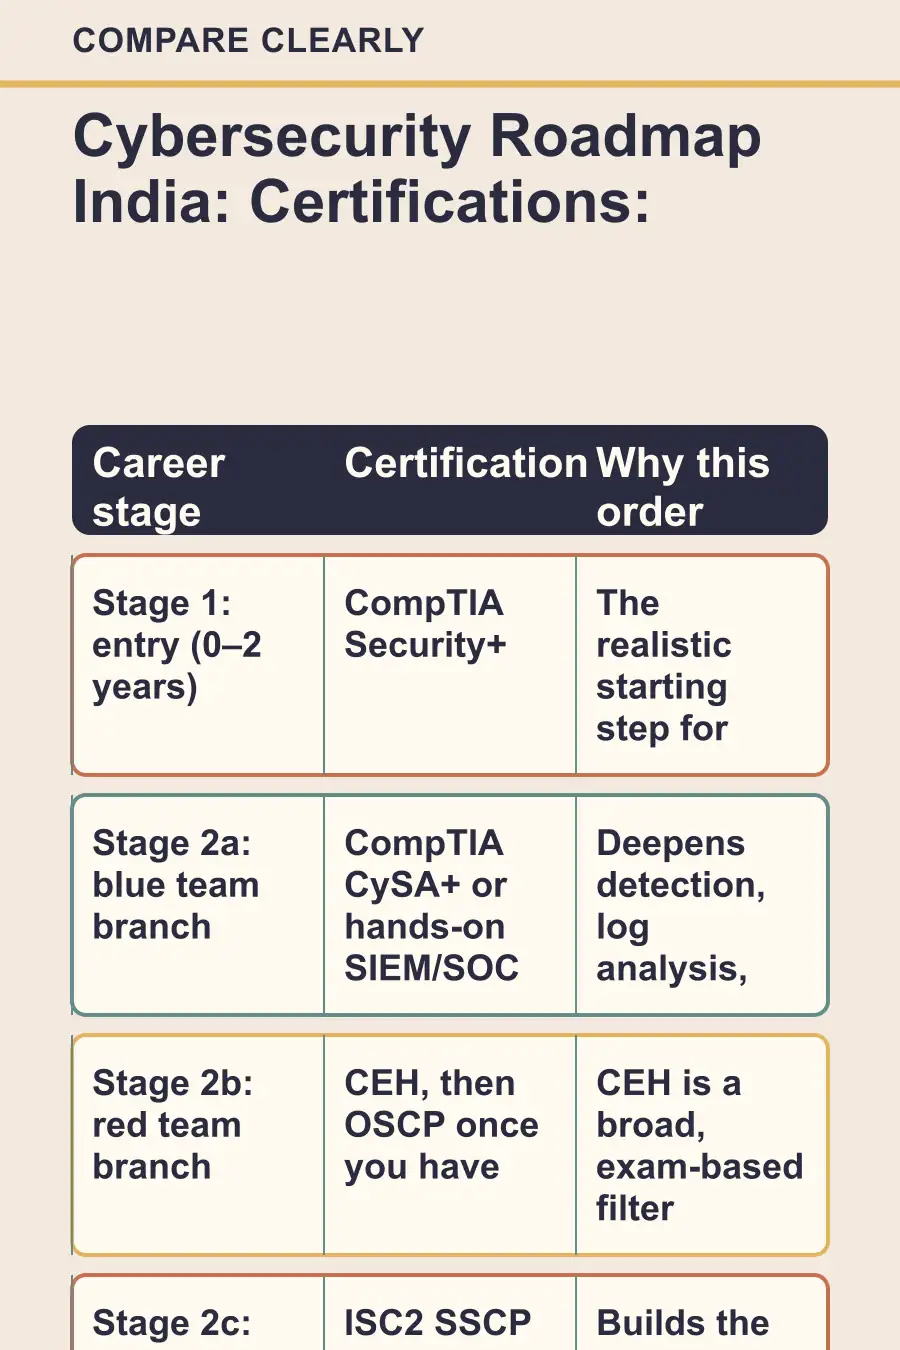 COMPARE CLEARLY
Cybersecurity Roadmap
India: Certifications:
Career
stage
Certification
Why this
order
Stage 1:
entry (0–2
years)
CompTIA
Security+
The
realistic
starting
step for
Stage 2a:
blue team
branch
CompTIA
CySA+ or
hands-on
SIEM/SOC
Deepens
detection,
log
analysis,
Stage 2b:
red team
branch
CEH, then
OSCP once
you have
CEH is a
broad,
exam-based
filter
Stage 2c:
ISC2 SSCP
Builds the